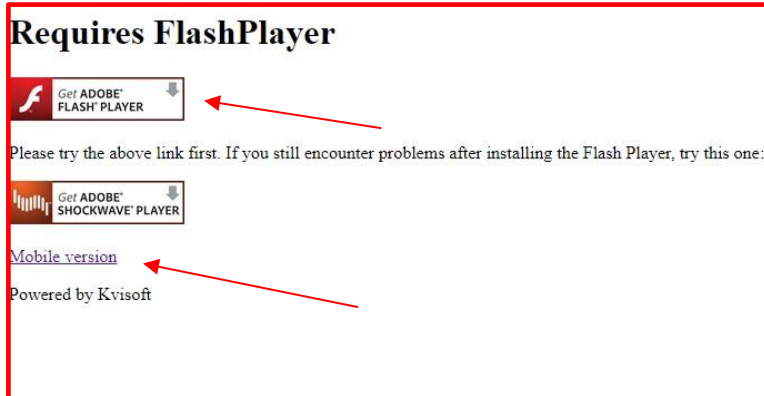 Requires FlashPlayer
Get ADOBE®
FLASH® PLAYER
Please try the above link first. If you still encounter problems after installing the Flash Player, try this one:
Get ADOBE®
SHOCKWAVE® PLAYER
Mobile version
Powered by Kvisoft